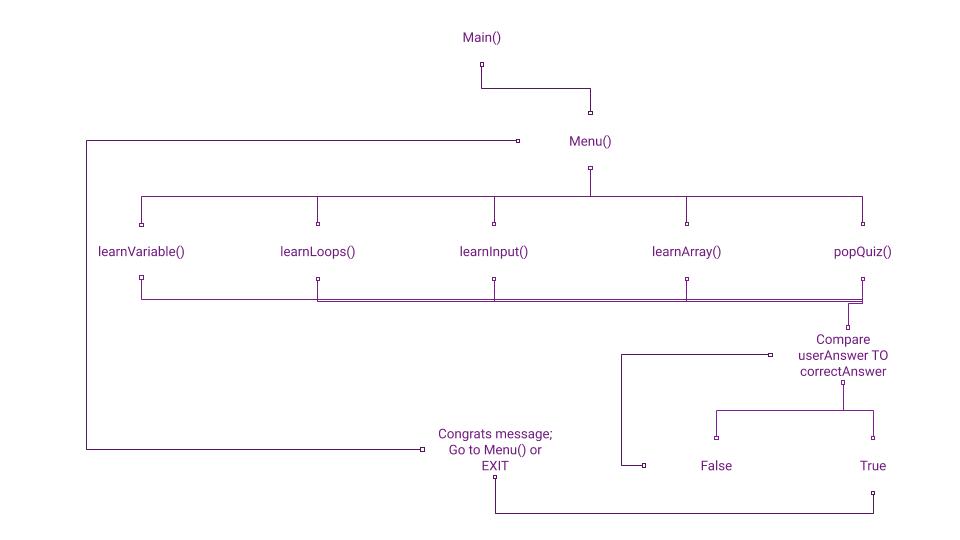 Main()
Menu()
learnVariable()
learnLoops()
learnInput()
learnArray()
popQuiz()
Compare
userAnswer TO
correctAnswer
Congrats message;
Go to Menu() or
EXIT
False
True